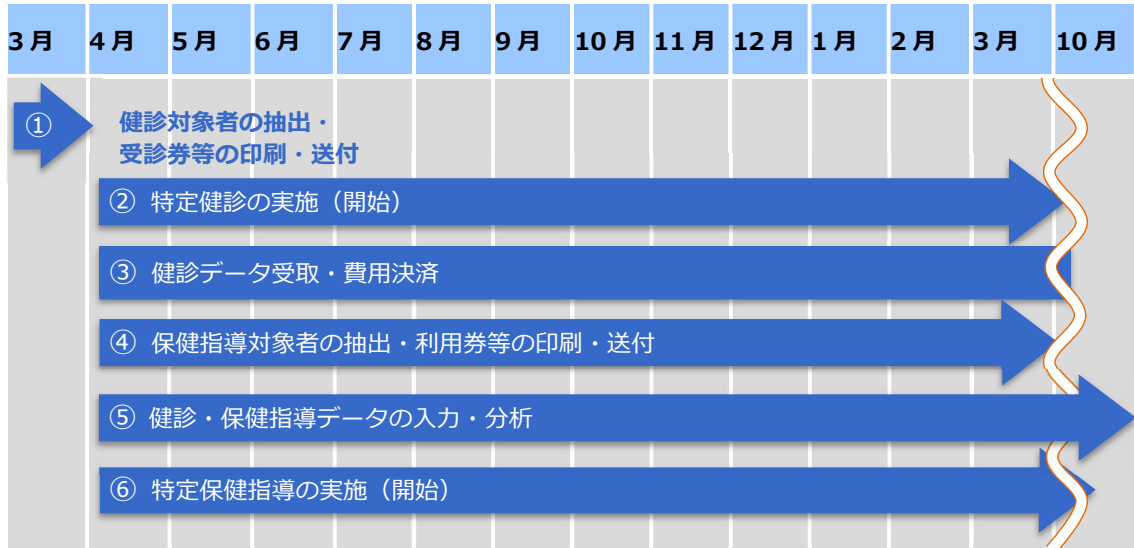 3月 4月 5月 6月 7月 8月 9月 10月 11月 12月 1月 2月 3月 10月
①
健診対象者の抽出・
受診券等の印刷・送付
② 特定健診の実施（開始）
③ 健診データ受取・費用決済
④ 保健指導対象者の抽出・利用券等の印刷・送付
⑤ 健診・保健指導データの入力・分析
⑥ 特定保健指導の実施（開始）